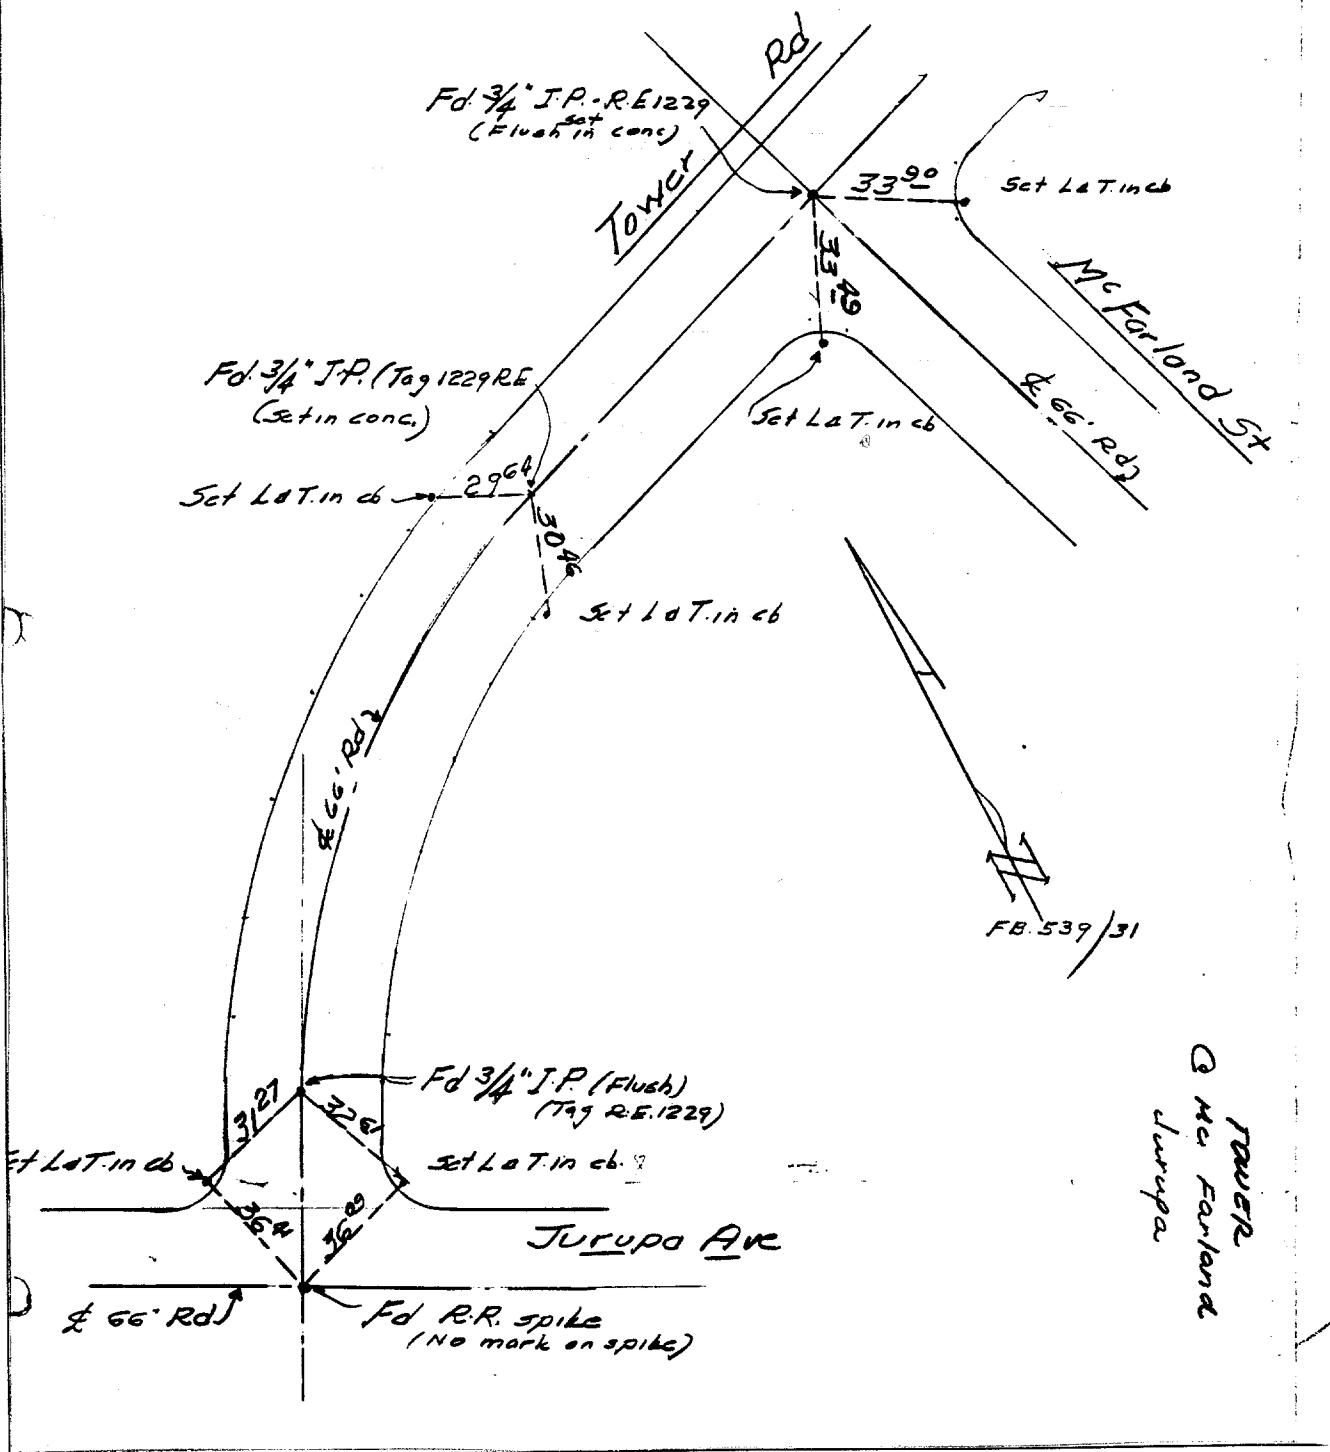 Rd
Tower
Fd. 3/4" I.P. - R.E 1229
(Flush set in conc)
33 90
Set L&T. in cb
33 49
McFarland St
℄ 66' Rd
Fd. 3/4" I.P. (Tag 1229 RE
(Set in conc.)
Set L&T. in cb
Set L&T. in cb
29 64
30 46
Set L&T. in cb
℄ 66' Rd
FB. 539/31
Fd 3/4" I.P. (Flush)
(Tag R.E. 1229)
31 27
32 61
Set L&T. in cb
Set L&T. in cb.
36 89
Jurupa Ave
℄ 66' Rd
Fd R.R. spike
(No mark on spike)
TOWER
@ Mc Farland
Jurupa